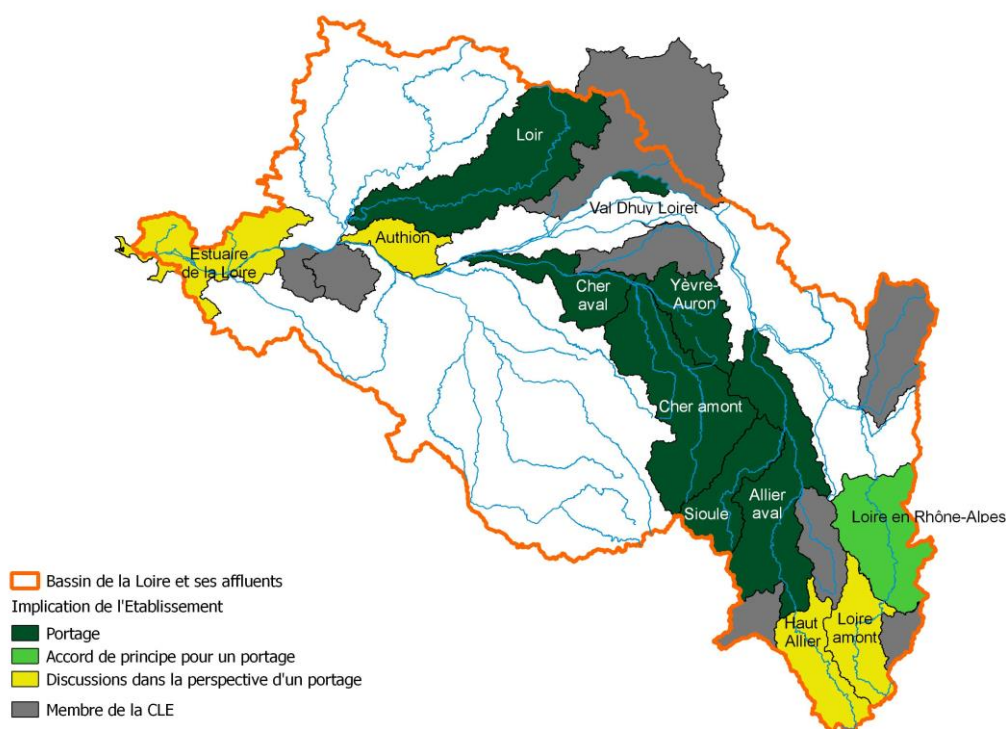 Loir
Val Dhuy Loiret
Authion
Estuaire
de la Loire
Cher
aval
Yèvre-
Auron
Cher amont
Sioule
Allier
aval
Loire en Rhône-Alpes
Haut
Allier
Loire
amont
Bassin de la Loire et ses affluents
Implication de l'Etablissement
Portage
Accord de principe pour un portage
Discussions dans la perspective d'un portage
Membre de la CLE